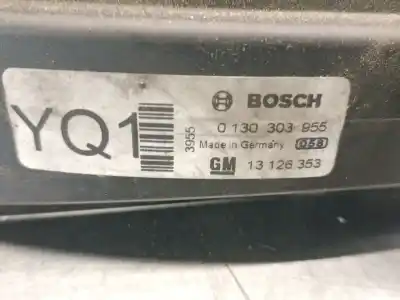 YQ1
3955
BOSCH
0 130 303 955
Made in Germany 058
GM 13 126 353